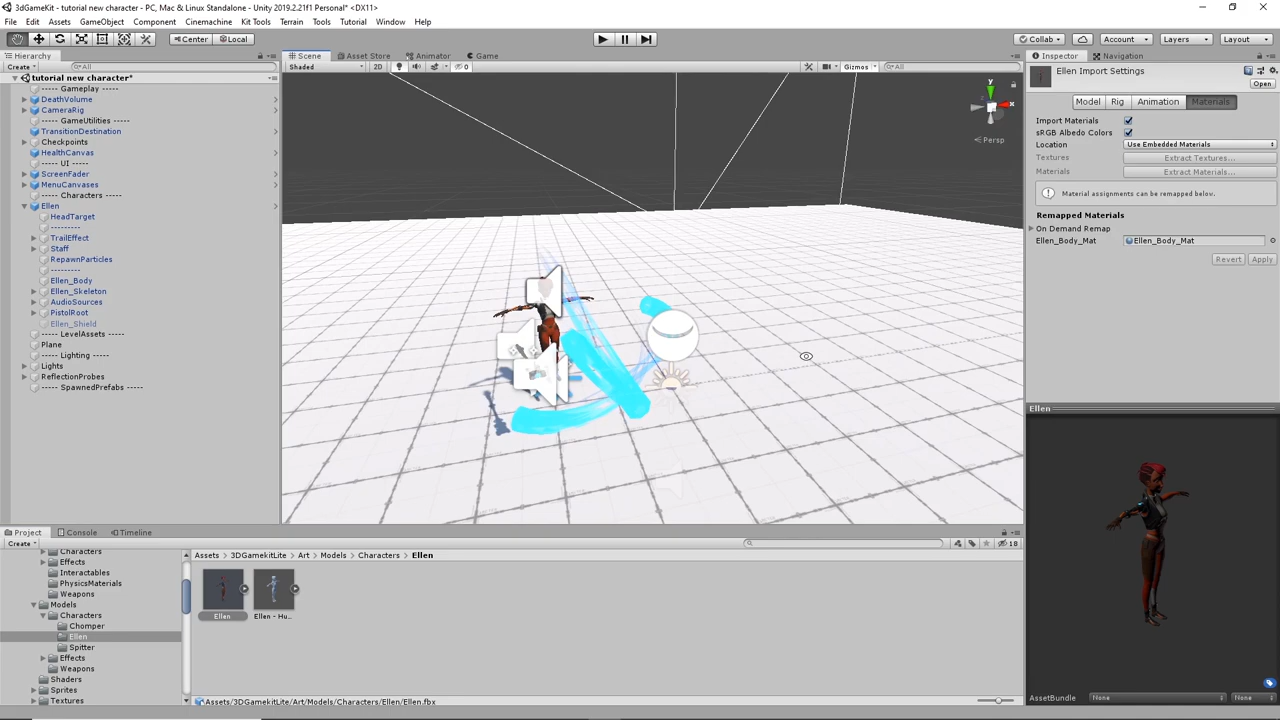 3dGameKit - tutorial new character - PC, Mac & Linux Standalone - Unity 2019.2.21f1 Personal* <DX11>
File Edit Assets GameObject Component Cinemachine Kit Tools Terrain Tools Tutorial Window Help
Center Local Collab Account Layers Layout
Hierarchy Scene Asset Store Animator Game Inspector Navigation
Create All Shaded 2D 0 Gizmos All Ellen Import Settings
Open
tutorial new character*
----- Gameplay -----
DeathVolume
CameraRig
----- GameUtilities -----
TransitionDestination
Checkpoints
HealthCanvas
----- UI -----
ScreenFader
MenuCanvases
----- Characters -----
Ellen
HeadTarget
---------
TrailEffect
Staff
RepawnParticles
---------
Ellen_Body
Ellen_Skeleton
AudioSources
PistolRoot
Ellen_Shield
----- LevelAssets -----
Plane
----- Lighting -----
Lights
ReflectionProbes
----- SpawnedPrefabs -----
y
x
Persp
Model Rig Animation Materials
Import Materials
sRGB Albedo Colors
Location Use Embedded Materials
Textures Extract Textures...
Materials Extract Materials...
Material assignments can be remapped below.
Remapped Materials
On Demand Remap
Ellen_Body_Mat Ellen_Body_Mat
Revert Apply
Ellen
AssetBundle None None
Project Console Timeline
Create 18
Characters
Effects
Interactables
PhysicsMaterials
Weapons
Models
Characters
Chomper
Ellen
Spitter
Effects
Weapons
Shaders
Sprites
Textures
Assets > 3DGamekitLite > Art > Models > Characters > Ellen
Ellen Ellen - Hu...
Assets/3DGamekitLite/Art/Models/Characters/Ellen/Ellen.fbx